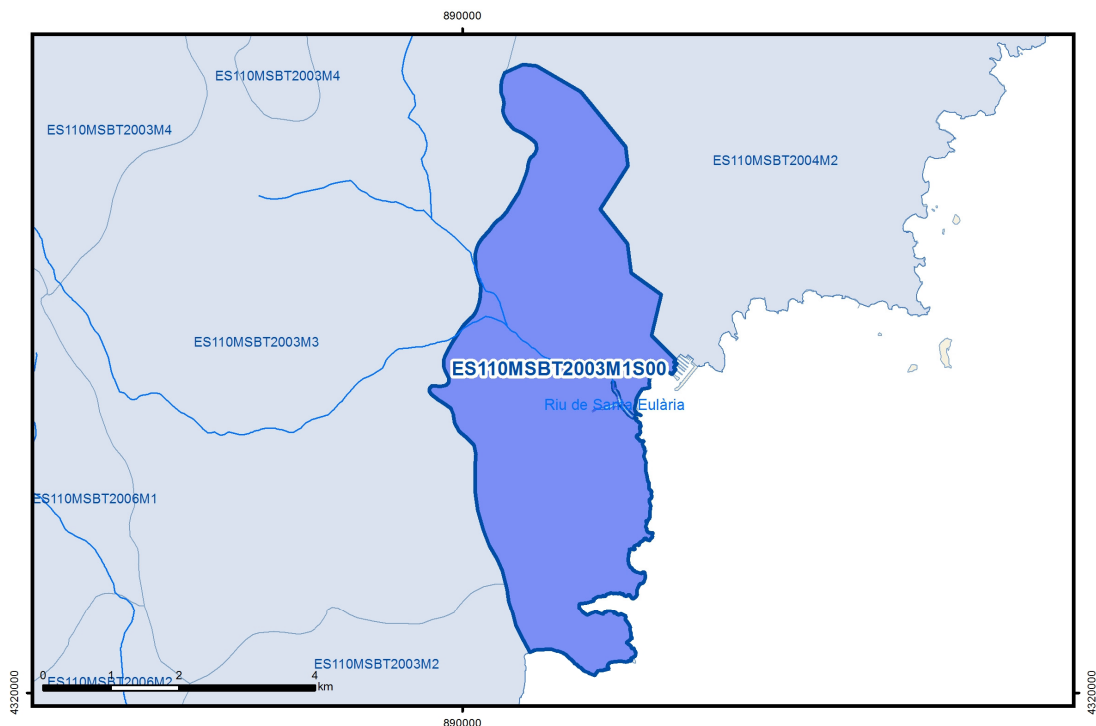 890000
ES110MSBT2003M4
ES110MSBT2003M4
ES110MSBT2004M2
ES110MSBT2003M3
ES110MSBT2003M1S00
Riu de Santa Eulària
ES110MSBT2006M1
ES110MSBT2003M2
0 1 2 4
km
ES110MSBT2006M2
4320000
4320000
890000